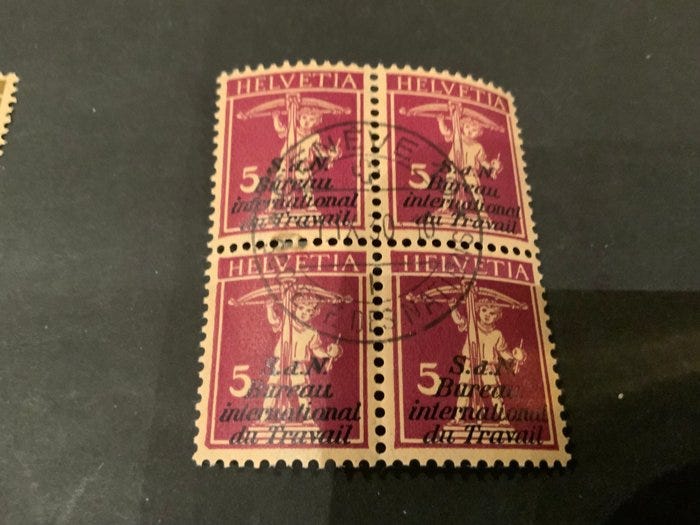 HELVETIA
5
S.d.N.
Bureau
international
du Travail
HELVETIA
5
S.d.N.
Bureau
international
du Travail
HELVETIA
5
S.d.N.
Bureau
international
du Travail
HELVETIA
5
S.d.N.
Bureau
international
du Travail